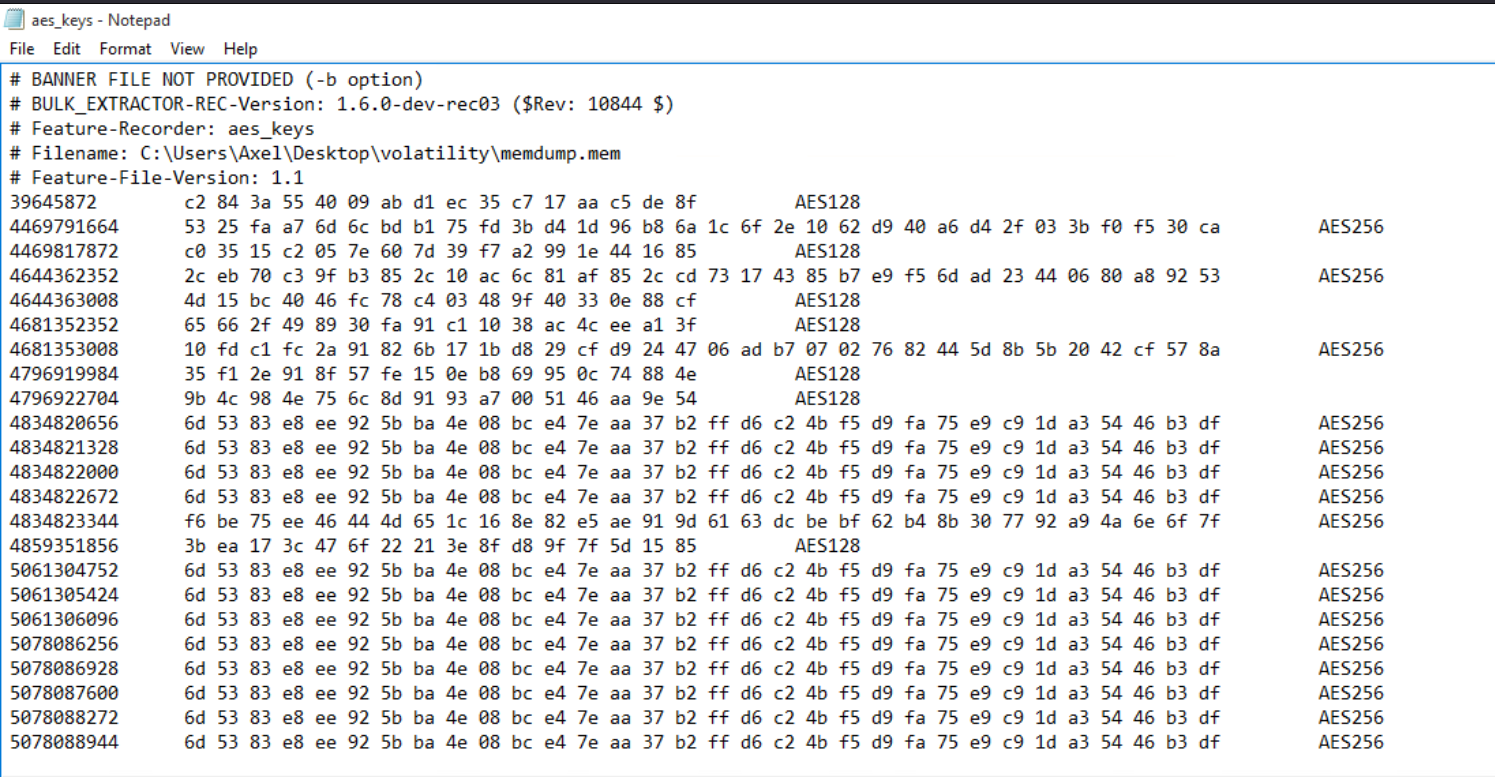 aes_keys - Notepad
File Edit Format View Help
# BANNER FILE NOT PROVIDED (-b option)
# BULK_EXTRACTOR-REC-Version: 1.6.0-dev-rec03 ($Rev: 10844 $)
# Feature-Recorder: aes_keys
# Filename: C:\Users\Axel\Desktop\volatility\memdump.mem
# Feature-File-Version: 1.1
39645872 c2 84 3a 55 40 09 ab d1 ec 35 c7 17 aa c5 de 8f AES128
4469791664 53 25 fa a7 6d 6c bd b1 75 fd 3b d4 1d 96 b8 6a 1c 6f 2e 10 62 d9 40 a6 d4 2f 03 3b f0 f5 30 ca AES256
4469817872 c0 35 15 c2 05 7e 60 7d 39 f7 a2 99 1e 44 16 85 AES128
4644362352 2c eb 70 c3 9f b3 85 2c 10 ac 6c 81 af 85 2c cd 73 17 43 85 b7 e9 f5 6d ad 23 44 06 80 a8 92 53 AES256
4644363008 4d 15 bc 40 46 fc 78 c4 03 48 9f 40 33 0e 88 cf AES128
4681352352 65 66 2f 49 89 30 fa 91 c1 10 38 ac 4c ee a1 3f AES128
4681353008 10 fd c1 fc 2a 91 82 6b 17 1b d8 29 cf d9 24 47 06 ad b7 07 02 76 82 44 5d 8b 5b 20 42 cf 57 8a AES256
4796919984 35 f1 2e 91 8f 57 fe 15 0e b8 69 95 0c 74 88 4e AES128
4796922704 9b 4c 98 4e 75 6c 8d 91 93 a7 00 51 46 aa 9e 54 AES128
4834820656 6d 53 83 e8 ee 92 5b ba 4e 08 bc e4 7e aa 37 b2 ff d6 c2 4b f5 d9 fa 75 e9 c9 1d a3 54 46 b3 df AES256
4834821328 6d 53 83 e8 ee 92 5b ba 4e 08 bc e4 7e aa 37 b2 ff d6 c2 4b f5 d9 fa 75 e9 c9 1d a3 54 46 b3 df AES256
4834822000 6d 53 83 e8 ee 92 5b ba 4e 08 bc e4 7e aa 37 b2 ff d6 c2 4b f5 d9 fa 75 e9 c9 1d a3 54 46 b3 df AES256
4834822672 6d 53 83 e8 ee 92 5b ba 4e 08 bc e4 7e aa 37 b2 ff d6 c2 4b f5 d9 fa 75 e9 c9 1d a3 54 46 b3 df AES256
4834823344 f6 be 75 ee 46 44 4d 65 1c 16 8e 82 e5 ae 91 9d 61 63 dc be bf 62 b4 8b 30 77 92 a9 4a 6e 6f 7f AES256
4859351856 3b ea 17 3c 47 6f 22 21 3e 8f d8 9f 7f 5d 15 85 AES128
5061304752 6d 53 83 e8 ee 92 5b ba 4e 08 bc e4 7e aa 37 b2 ff d6 c2 4b f5 d9 fa 75 e9 c9 1d a3 54 46 b3 df AES256
5061305424 6d 53 83 e8 ee 92 5b ba 4e 08 bc e4 7e aa 37 b2 ff d6 c2 4b f5 d9 fa 75 e9 c9 1d a3 54 46 b3 df AES256
5061306096 6d 53 83 e8 ee 92 5b ba 4e 08 bc e4 7e aa 37 b2 ff d6 c2 4b f5 d9 fa 75 e9 c9 1d a3 54 46 b3 df AES256
5078086256 6d 53 83 e8 ee 92 5b ba 4e 08 bc e4 7e aa 37 b2 ff d6 c2 4b f5 d9 fa 75 e9 c9 1d a3 54 46 b3 df AES256
5078086928 6d 53 83 e8 ee 92 5b ba 4e 08 bc e4 7e aa 37 b2 ff d6 c2 4b f5 d9 fa 75 e9 c9 1d a3 54 46 b3 df AES256
5078087600 6d 53 83 e8 ee 92 5b ba 4e 08 bc e4 7e aa 37 b2 ff d6 c2 4b f5 d9 fa 75 e9 c9 1d a3 54 46 b3 df AES256
5078088272 6d 53 83 e8 ee 92 5b ba 4e 08 bc e4 7e aa 37 b2 ff d6 c2 4b f5 d9 fa 75 e9 c9 1d a3 54 46 b3 df AES256
5078088944 6d 53 83 e8 ee 92 5b ba 4e 08 bc e4 7e aa 37 b2 ff d6 c2 4b f5 d9 fa 75 e9 c9 1d a3 54 46 b3 df AES256